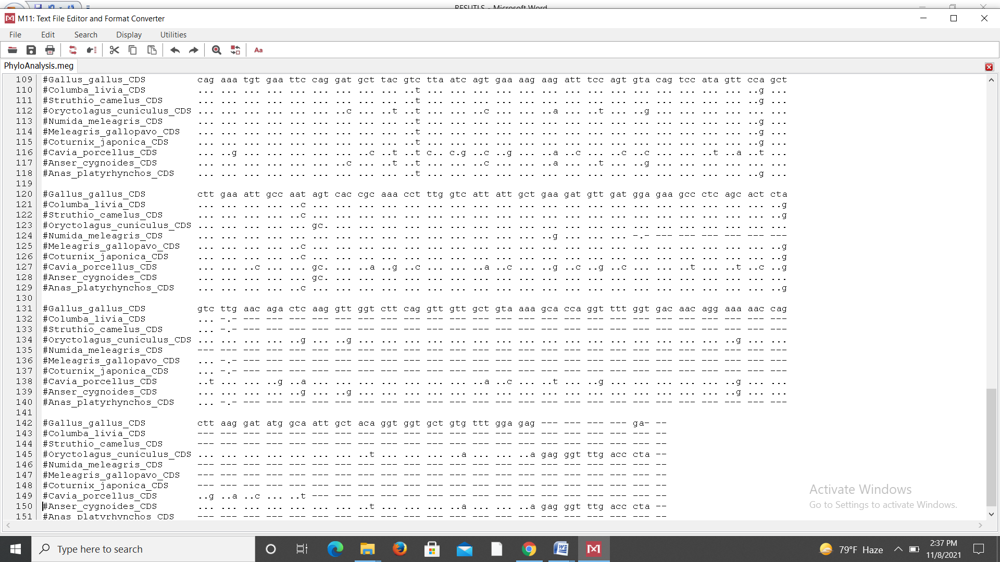 RESUTLS - Microsoft Word
M11: Text File Editor and Format Converter
File Edit Search Display Utilities
Aa
PhyloAnalysis.meg
109 #Gallus_gallus_CDS cag aaa tgt gaa ttc cag gat gct tac gtc tta atc agt gaa aag aag att tcc agt gta cag tcc ata gtt cca gct
110 #Columba_livia_CDS ... ... ... ... ... ... ... ... ... ..t ... ... ... ... ... ... ... ... ... ... ... ... ... ... ..g ...
111 #Struthio_camelus_CDS ... ... ... ... ... ... ... ... ... ..t ... ... ... ... ... ... ... ... ... ... ... ... ... ... ..g ...
112 #Oryctolagus_cuniculus_CDS ... ... ... ... ... ... ..c ... ..t ..t ... ... ..c ... ... ..a ... ..t ... ..g ... ... ... ... ... ...
113 #Numida_meleagris_CDS ... ... ... ... ... ... ... ... ... ..t ... ... ... ... ... ... ... ... ... ... ... ... ... ... ..g ...
114 #Meleagris_gallopavo_CDS ... ... ... ... ... ... ... ... ... ..t ... ... ... ... ... ... ... ... ... ... ... ... ... ... ..g ...
115 #Coturnix_japonica_CDS ... ... ... ... ... ... ... ... ... ..t ... ... ... ... ... ... ... ... ... ... ... ... ... ... ..g ...
116 #Cavia_porcellus_CDS ... ..g ... ... ... ... ... ..c ..t ..t c.. c.g ..c ..g ... ..a ..c ... ..c ..c ... ... ..t ..a ..t ...
117 #Anser_cygnoides_CDS ... ... ... ... ... ... ..c ... ..t ..t ... ... ..c ... ... ..a ... ..t ... ..g ... ... ... ... ... ...
118 #Anas_platyrhynchos_CDS ... ... ... ... ... ... ... ... ... ..t ... ... ... ... ... ... ... ... ... ... ... ... ... ... ..g ...
119
120 #Gallus_gallus_CDS ctt gaa att gcc aat agt cac cgc aaa cct ttg gtc att att gct gaa gat gtt gat gga gaa gcc ctc agc act cta
121 #Columba_livia_CDS ... ... ... ... ..c ... ... ... ... ... ... ... ... ... ... ... ... ... ... ... ... ... ... ... ... ..g
122 #Struthio_camelus_CDS ... ... ... ... ..c ... ... ... ... ... ... ... ... ... ... ... ... ... ... ... ... ... ... ... ... ..g
123 #Oryctolagus_cuniculus_CDS ... ... ... ... ... gc. ... ... ... ... ... ... ... ... ... ... ... ... ... ... ... ... ... ... ... ...
124 #Numida_meleagris_CDS ... ... ... ... ... ... ... ... ... ... ... ... ... ... ... ..g ... ... ... -.- --- --- --- --- --- ---
125 #Meleagris_gallopavo_CDS ... ... ... ... ..c ... ... ... ... ... ... ... ... ... ... ... ... ... ... ... ... ... ... ... ... ..g
126 #Coturnix_japonica_CDS ... ... ... ... ..c ... ... ... ... ... ... ... ... ... ... ... ... ... ... ... ... ... ... ... ... ..g
127 #Cavia_porcellus_CDS ... ... ..c ... ... gc. ... ..a ..g ..c ... ... ..a ..c ... ..g ..c ..g ..c ... ... ..t ... ..t ..c ..g
128 #Anser_cygnoides_CDS ... ... ... ... ... gc. ... ... ... ... ... ... ... ... ... ... ... ... ... ... ... ... ... ... ... ...
129 #Anas_platyrhynchos_CDS ... ... ... ... ..c ... ... ... ... ... ... ... ... ... ... ... ... ... ... ... ... ... ... ... ... ..g
130
131 #Gallus_gallus_CDS gtc ttg aac aga ctc aag gtt ggt ctt cag gtt gtt gct gta aaa gca cca ggt ttt ggt gac aac agg aaa aac cag
132 #Columba_livia_CDS ... -.- --- --- --- --- --- --- --- --- --- --- --- --- --- --- --- --- --- --- --- --- --- --- --- ---
133 #Struthio_camelus_CDS ... -.- --- --- --- --- --- --- --- --- --- --- --- --- --- --- --- --- --- --- --- --- --- --- --- ---
134 #Oryctolagus_cuniculus_CDS ... ... ... ... ..g ... ..g ... ... ... ... ... ... ... ... ... ... ... ... ... ... ... ... ..g ... ...
135 #Numida_meleagris_CDS --- --- --- --- --- --- --- --- --- --- --- --- --- --- --- --- --- --- --- --- --- --- --- --- --- ---
136 #Meleagris_gallopavo_CDS ... -.- --- --- --- --- --- --- --- --- --- --- --- --- --- --- --- --- --- --- --- --- --- --- --- ---
137 #Coturnix_japonica_CDS ... -.- --- --- --- --- --- --- --- --- --- --- --- --- --- --- --- --- --- --- --- --- --- --- --- ---
138 #Cavia_porcellus_CDS ..t ... ... ..g ..a ... ... ... ... ... ... ... ..a ..c ... ..t ... ..g ... ... ... ... ... ..g ... ...
139 #Anser_cygnoides_CDS ... ... ... ... ..g ... ..g ... ... ... ... ... ... ... ... ... ... ... ... ... ... ... ... ..g ... ...
140 #Anas_platyrhynchos_CDS ... -.- --- --- --- --- --- --- --- --- --- --- --- --- --- --- --- --- --- --- --- --- --- --- --- ---
141
142 #Gallus_gallus_CDS ctt aag gat atg gca att gct aca ggt ggt gct gtg ttt gga gag --- --- --- --- ga- --
143 #Columba_livia_CDS --- --- --- --- --- --- --- --- --- --- --- --- --- --- --- --- --- --- --- --- --
144 #Struthio_camelus_CDS --- --- --- --- --- --- --- --- --- --- --- --- --- --- --- --- --- --- --- --- --
145 #Oryctolagus_cuniculus_CDS ... ... ... ... ... ... ... ..t ... ... ... ..a ... ... ..a gag ggt ttg acc cta --
146 #Numida_meleagris_CDS --- --- --- --- --- --- --- --- --- --- --- --- --- --- --- --- --- --- --- --- --
147 #Meleagris_gallopavo_CDS --- --- --- --- --- --- --- --- --- --- --- --- --- --- --- --- --- --- --- --- --
148 #Coturnix_japonica_CDS --- --- --- --- --- --- --- --- --- --- --- --- --- --- --- --- --- --- --- --- --
149 #Cavia_porcellus_CDS ..g ..a ..c ... ..t --- --- --- --- --- --- --- --- --- --- --- --- --- --- --- --
150 #Anser_cygnoides_CDS ... ... ... ... ... ... ... ..t ... ... ... ..a ... ... ..a gag ggt ttg acc cta --
151 #Anas_platyrhynchos_CDS --- --- --- --- --- --- --- --- --- --- --- --- --- --- --- --- --- --- --- --- --
Activate Windows
Go to Settings to activate Windows.
Type here to search
79°F Haze
2:37 PM
11/8/2021